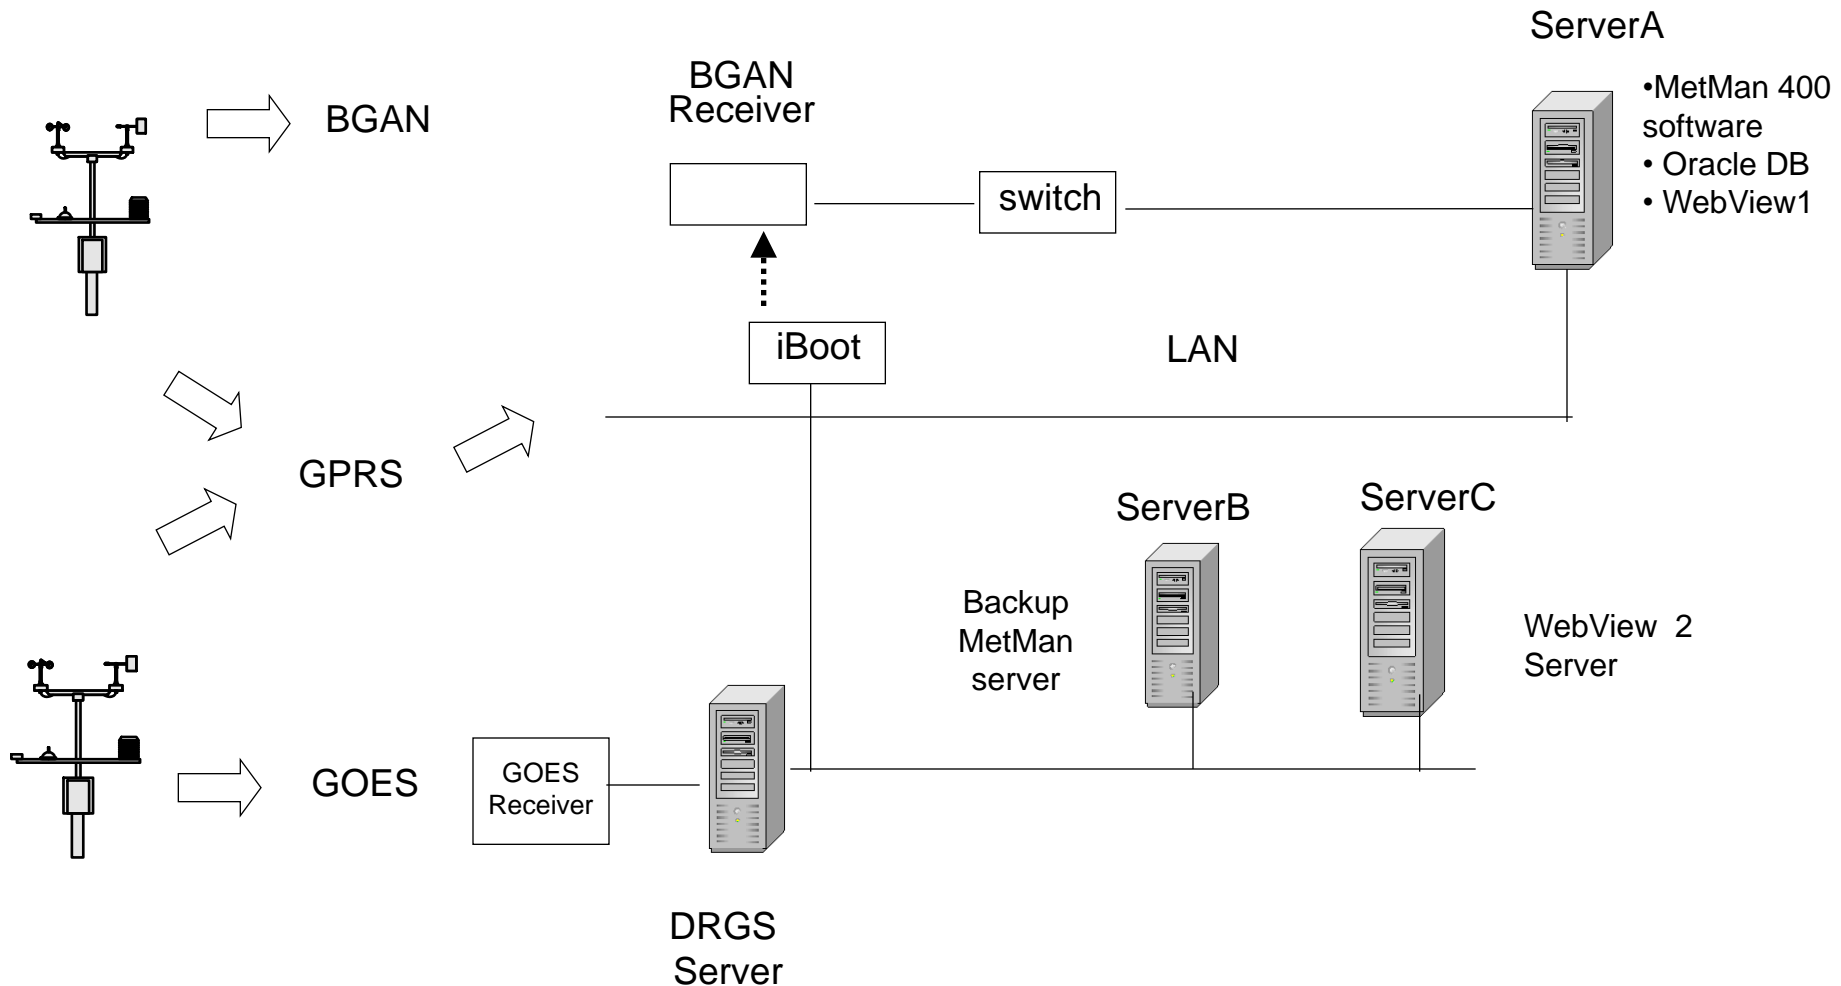 ServerA
•MetMan 400
software
• Oracle DB
• WebView1
BGAN
Receiver
BGAN
switch
iBoot
LAN
GPRS
ServerB
ServerC
Backup
MetMan
server
WebView 2
Server
GOES
GOES
Receiver
DRGS
Server